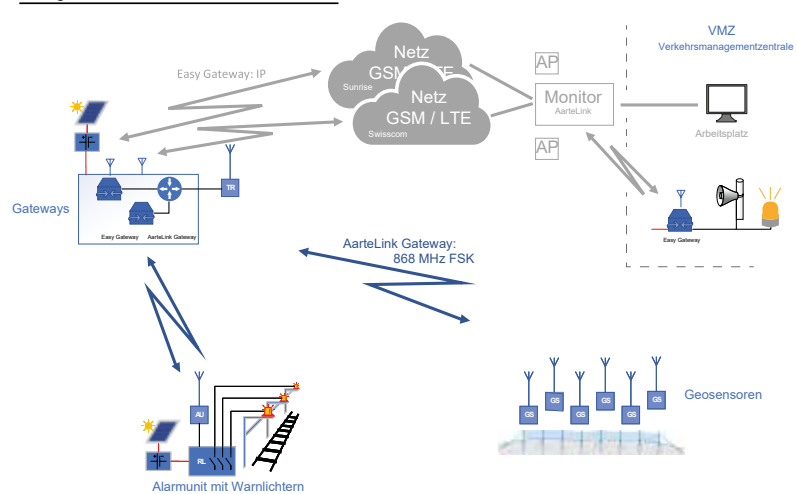 VMZ
Verkehrsmanagementzentrale
Netz
GSM / LTE
Sunrise
Netz
GSM / LTE
Swisscom
Easy Gateway: IP
AP
Monitor
AarteLink
AP
Arbeitsplatz
TR
Gateways
Easy Gateway
AarteLink Gateway
Easy Gateway
AarteLink Gateway:
868 MHz FSK
AU
RL
Alarmunit mit Warnlichtern
GS
GS
GS
GS
GS
GS
Geosensoren